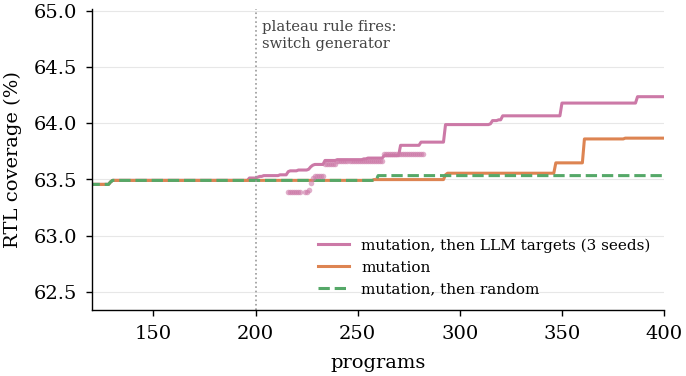 65.0
64.5
64.0
63.5
63.0
62.5
RTL coverage (%)
plateau rule fires:
switch generator
mutation, then LLM targets (3 seeds)
mutation
mutation, then random
150
200
250
300
350
400
programs